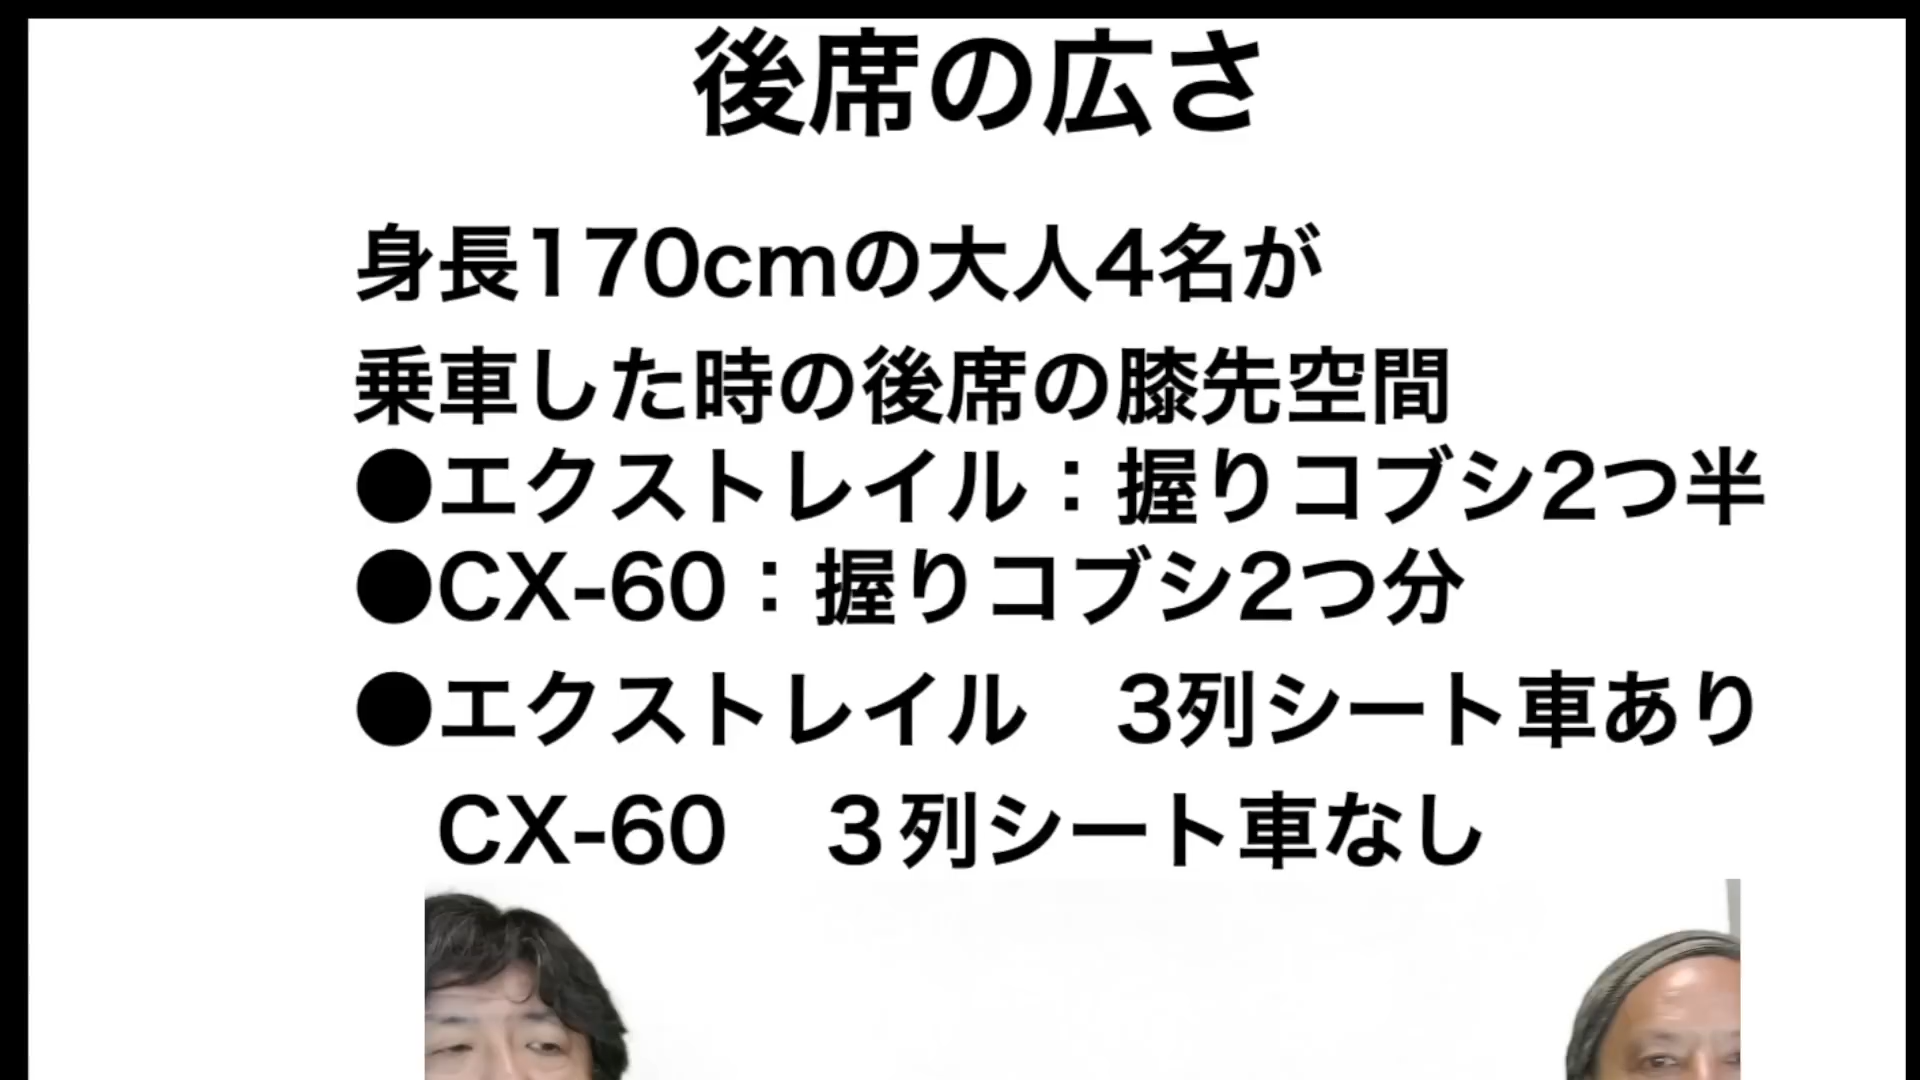 後席の広さ
身長170cmの大人4名が
乗車した時の後席の膝先空間
●エクストレイル：握りコブシ2つ半
●CX-60：握りコブシ2つ分
●エクストレイル　3列シート車あり
CX-60　３列シート車なし